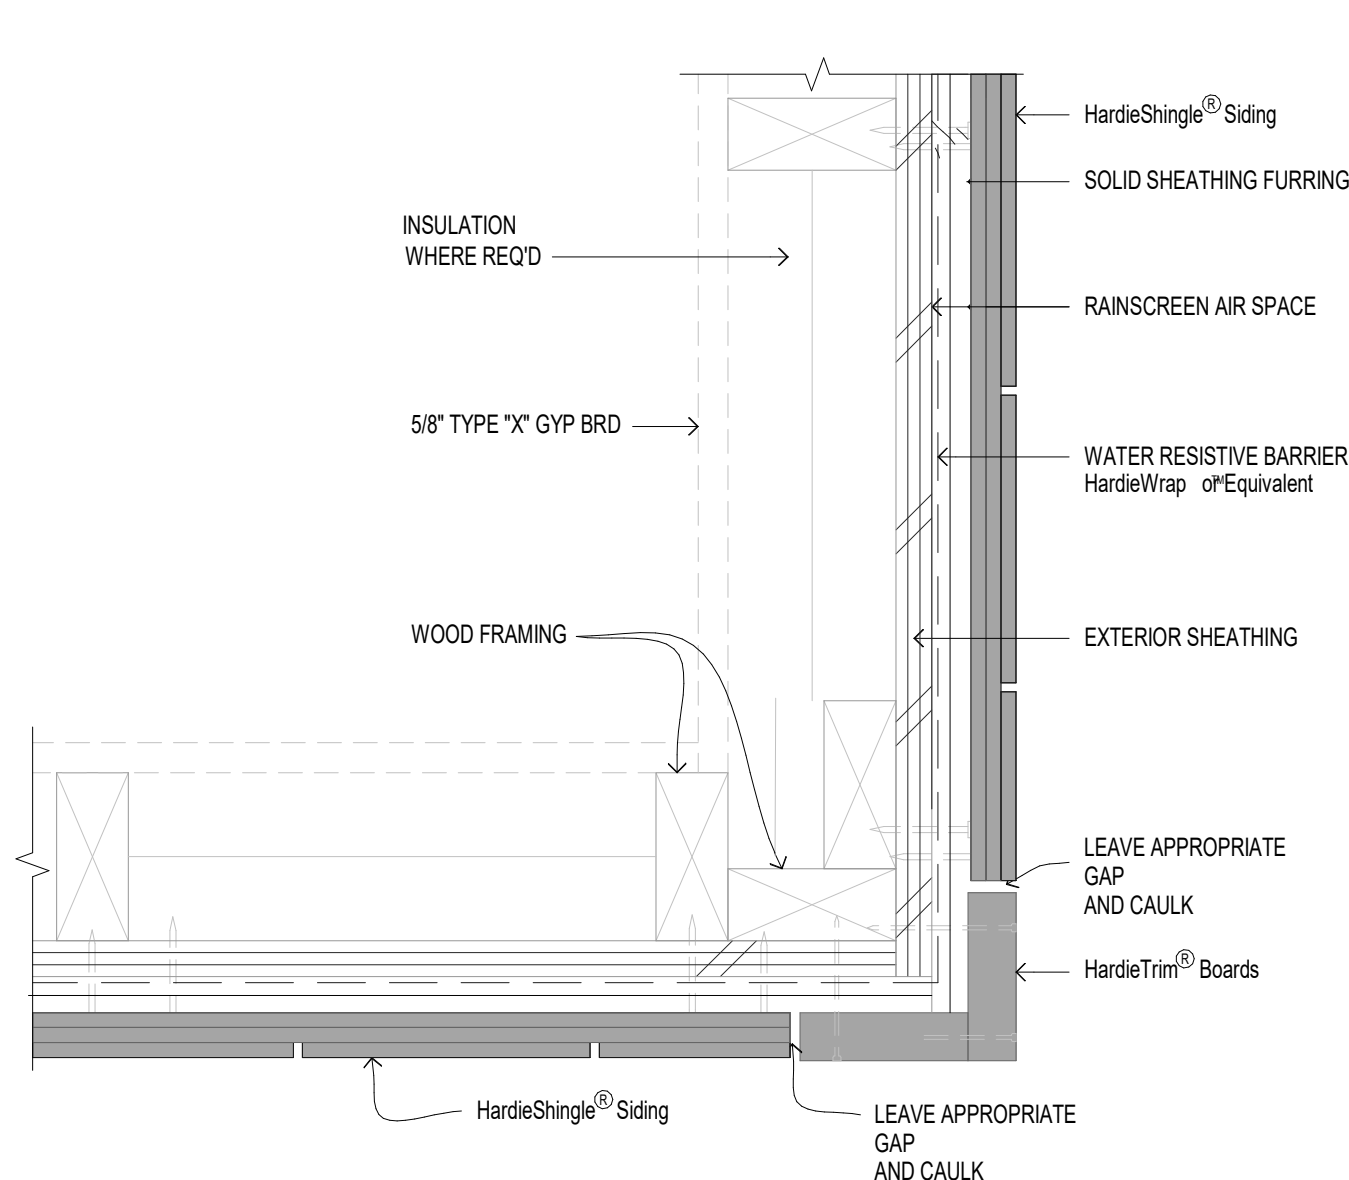 HardieShingle® Siding
SOLID SHEATHING FURRING
INSULATION
WHERE REQ'D
RAINSCREEN AIR SPACE
5/8" TYPE "X" GYP BRD
WATER RESISTIVE BARRIER
HardieWrap ™ or Equivalent
WOOD FRAMING
EXTERIOR SHEATHING
LEAVE APPROPRIATE
GAP
AND CAULK
HardieTrim® Boards
HardieShingle® Siding
LEAVE APPROPRIATE
GAP
AND CAULK